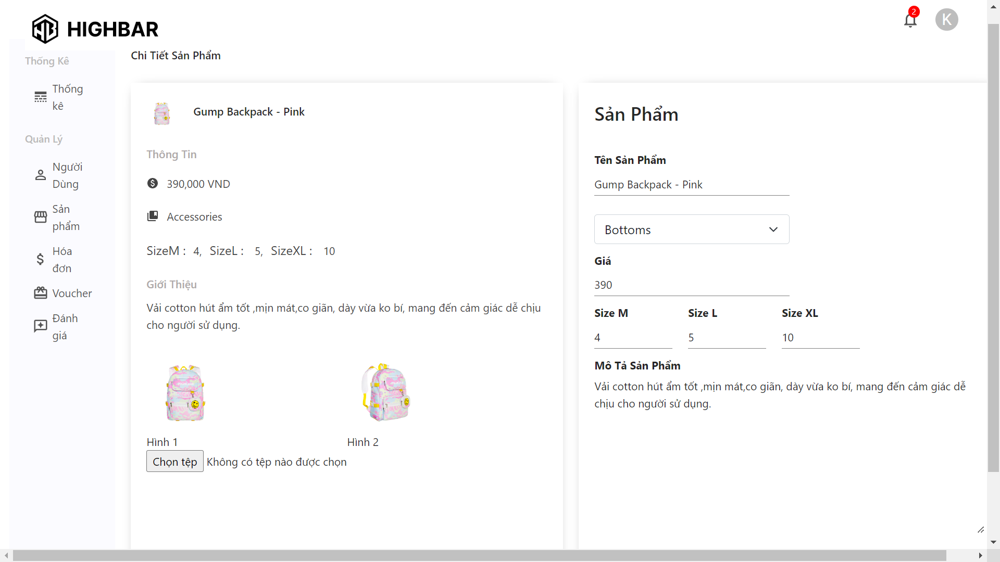 HIGHBAR
2
K
Thống Kê
Thống
kê
Quản Lý
Người
Dùng
Sản
phẩm
Hóa
đơn
Voucher
Đánh
giá
Chi Tiết Sản Phẩm
Gump Backpack - Pink
Thông Tin
390,000 VND
Accessories
SizeM : 4, SizeL : 5, SizeXL : 10
Giới Thiệu
Vải cotton hút ẩm tốt ,mịn mát,co giãn, dày vừa ko bí, mang đến cảm giác dễ chịu
cho người sử dụng.
Hình 1
Hình 2
Chọn tệp Không có tệp nào được chọn
Sản Phẩm
Tên Sản Phẩm
Gump Backpack - Pink
Bottoms
Giá
390
Size M Size L Size XL
4 5 10
Mô Tả Sản Phẩm
Vải cotton hút ẩm tốt ,mịn mát,co giãn, dày vừa ko bí, mang đến cảm giác dễ
chịu cho người sử dụng.